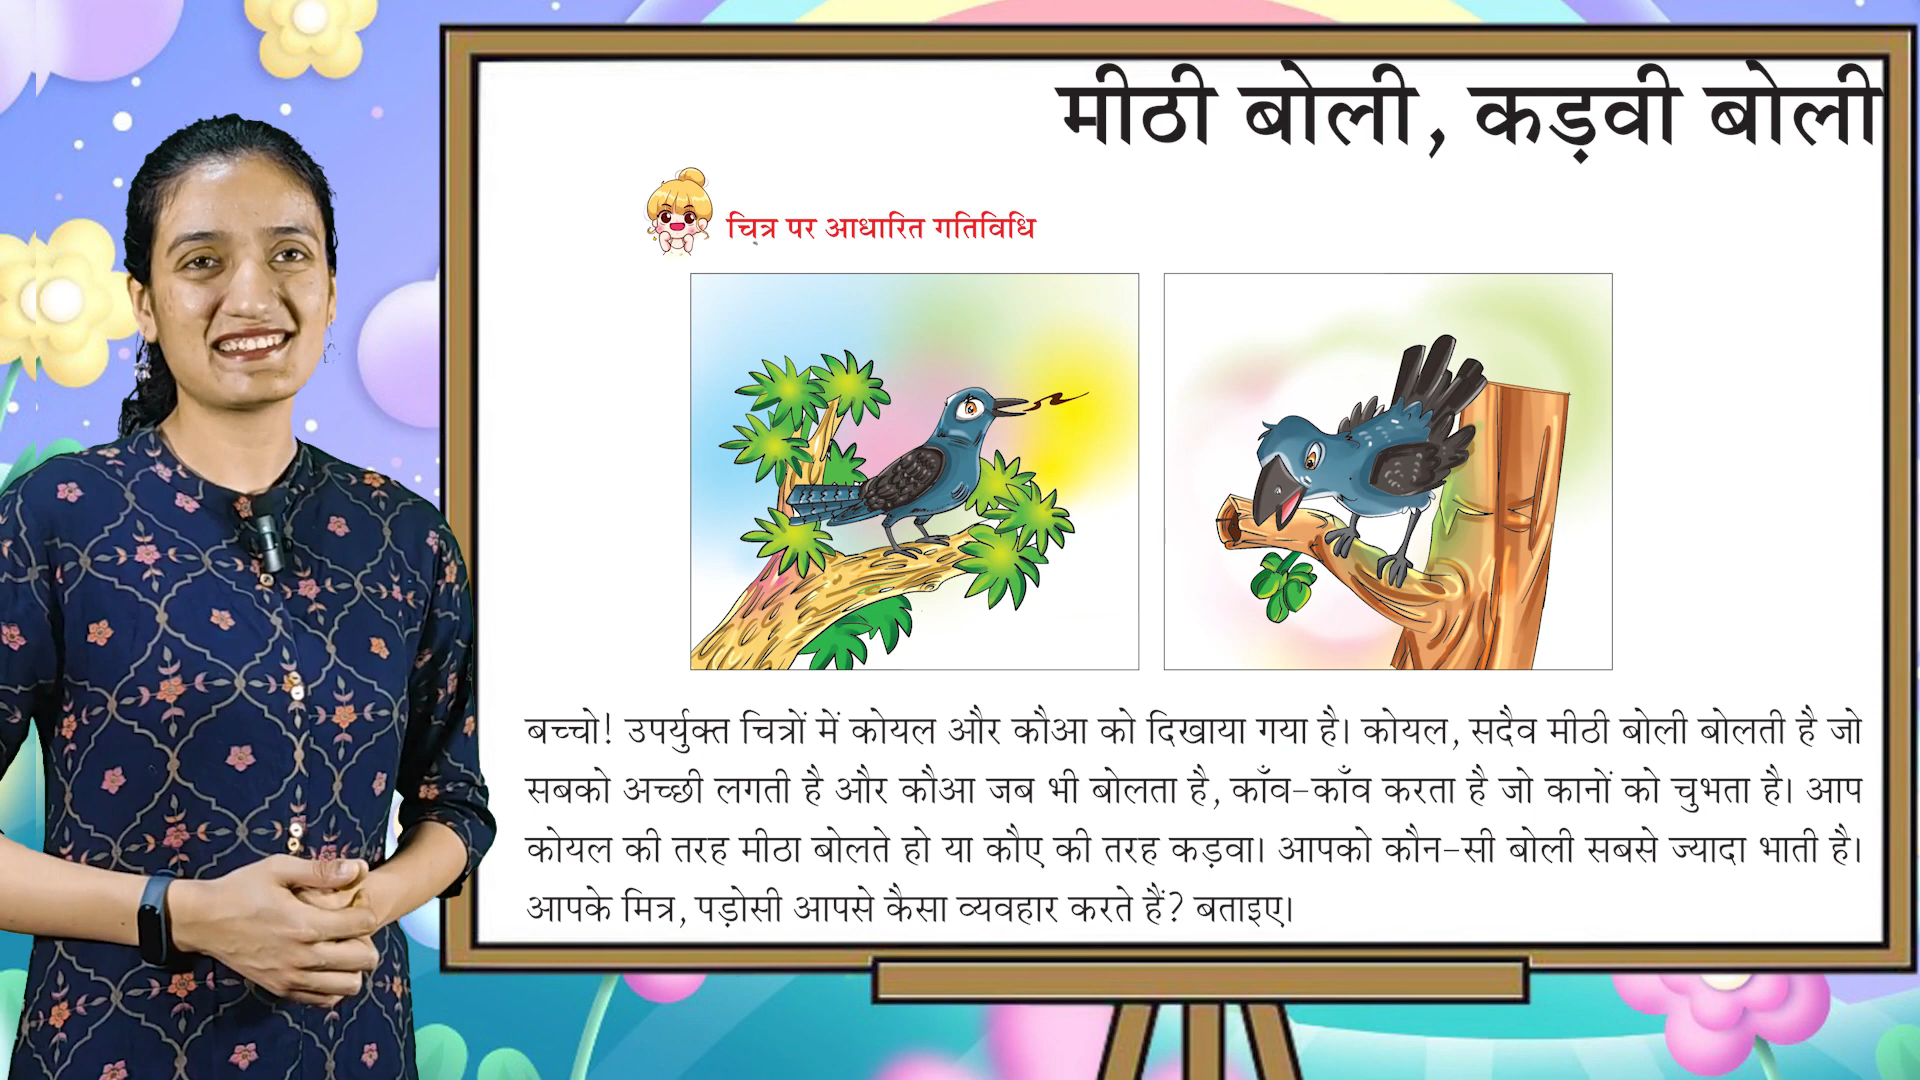 मीठी बोली, कड़वी बोली
चित्र पर आधारित गतिविधि
बच्चो! उपर्युक्त चित्रों में कोयल और कौआ को दिखाया गया है। कोयल, सदैव मीठी बोली बोलती है जो
सबको अच्छी लगती है और कौआ जब भी बोलता है, काँव-काँव करता है जो कानों को चुभता है। आप
कोयल की तरह मीठा बोलते हो या कौए की तरह कड़वा। आपको कौन-सी बोली सबसे ज्यादा भाती है।
आपके मित्र, पड़ोसी आपसे कैसा व्यवहार करते हैं? बताइए।